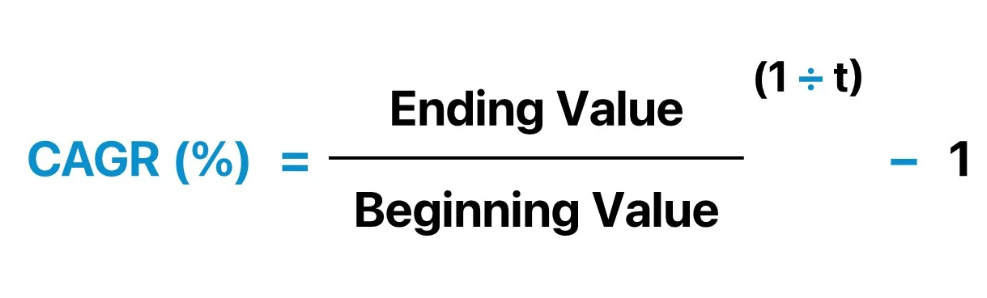 (1 ÷ t)
Ending Value
CAGR (%) = – 1
Beginning Value